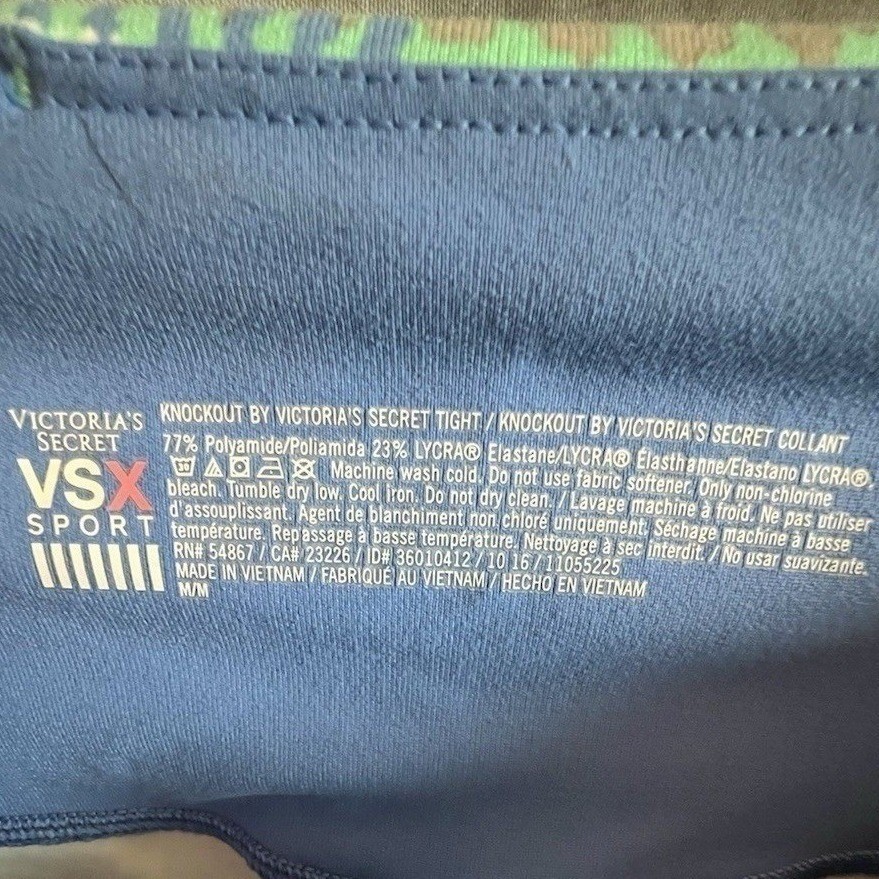 VICTORIA'S
SECRET
VSX
SPORT
KNOCKOUT BY VICTORIA'S SECRET TIGHT / KNOCKOUT BY VICTORIA'S SECRET COLLANT
77% Polyamide/Poliamida 23% LYCRA® Elastane/LYCRA® Élasthanne/Elastano LYCRA®.
30 Machine wash cold. Do not use fabric softener. Only non-chlorine
bleach. Tumble dry low. Cool iron. Do not dry clean. / Lavage machine à froid. Ne pas utiliser
d'assouplissant. Agent de blanchiment non chloré uniquement. Séchage machine à basse
température. Repassage à basse température. Nettoyage à sec interdit. / No usar suavizante.
RN# 54867 / CA# 23226 / ID# 36010412 / 10 16 / 11055225
MADE IN VIETNAM / FABRIQUÉ AU VIETNAM / HECHO EN VIETNAM
M/M